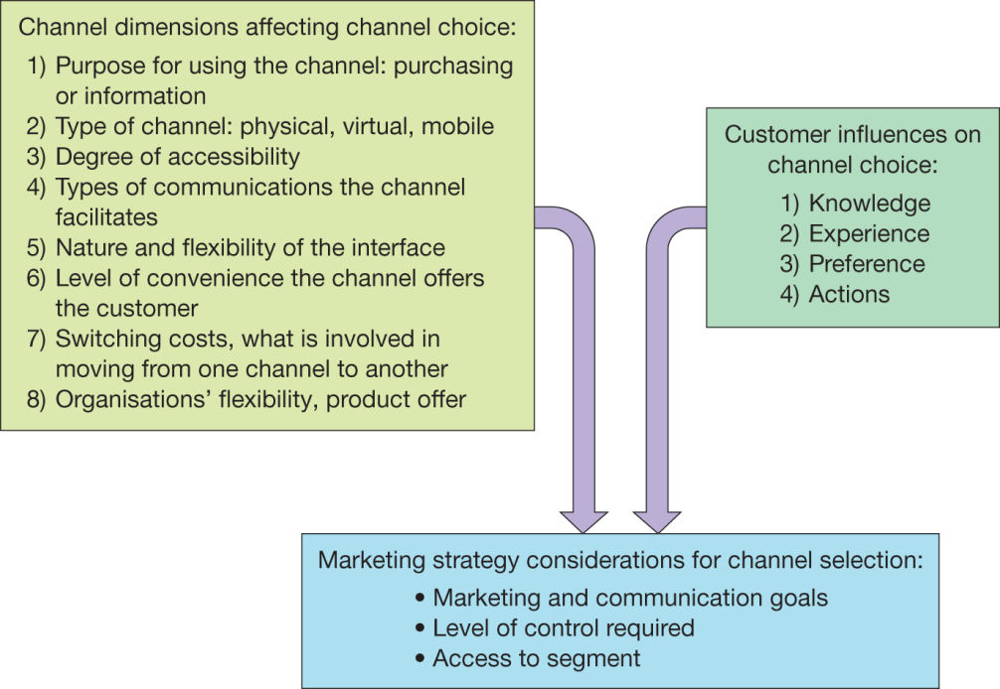 Channel dimensions affecting channel choice:
1) Purpose for using the channel: purchasing
or information
2) Type of channel: physical, virtual, mobile
3) Degree of accessibility
4) Types of communications the channel
facilitates
5) Nature and flexibility of the interface
6) Level of convenience the channel offers
the customer
7) Switching costs, what is involved in
moving from one channel to another
8) Organisations’ flexibility, product offer
Customer influences on
channel choice:
1) Knowledge
2) Experience
3) Preference
4) Actions
Marketing strategy considerations for channel selection:
• Marketing and communication goals
• Level of control required
• Access to segment